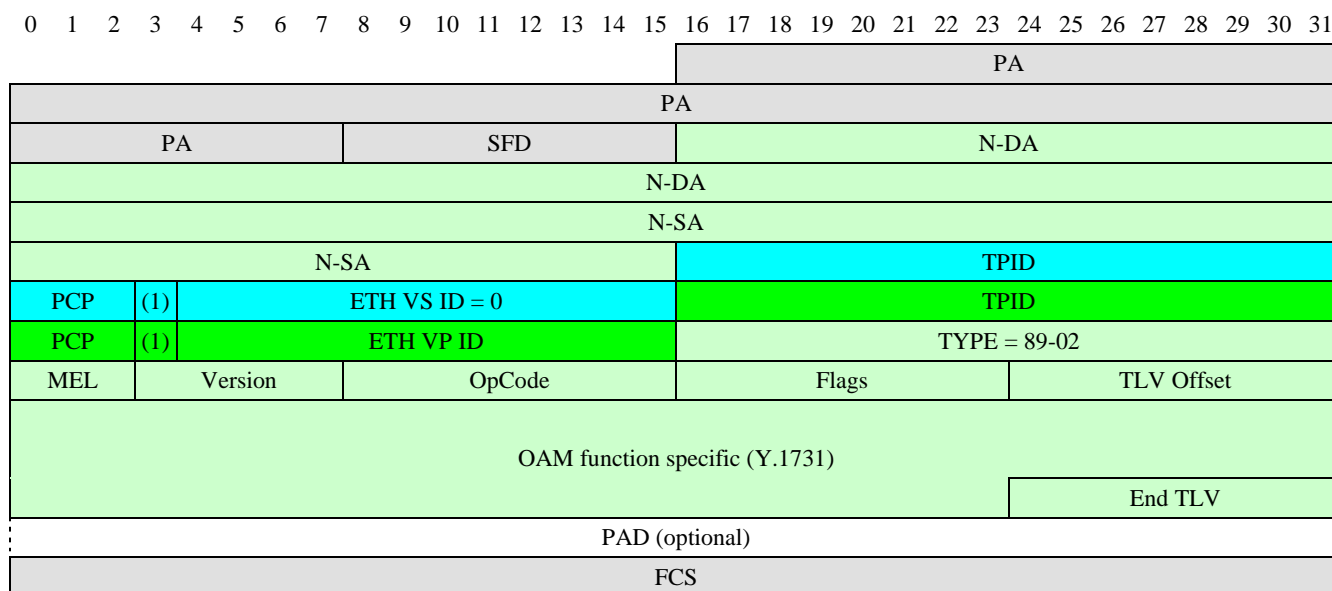 0 1 2 3 4 5 6 7 8 9 10 11 12 13 14 15 16 17 18 19 20 21 22 23 24 25 26 27 28 29 30 31
PA
PA
PA SFD N-DA
N-DA
N-SA
N-SA TPID
PCP (1) ETH VS ID = 0 TPID
PCP (1) ETH VP ID TYPE = 89-02
MEL Version OpCode Flags TLV Offset
OAM function specific (Y.1731)
End TLV
PAD (optional)
FCS